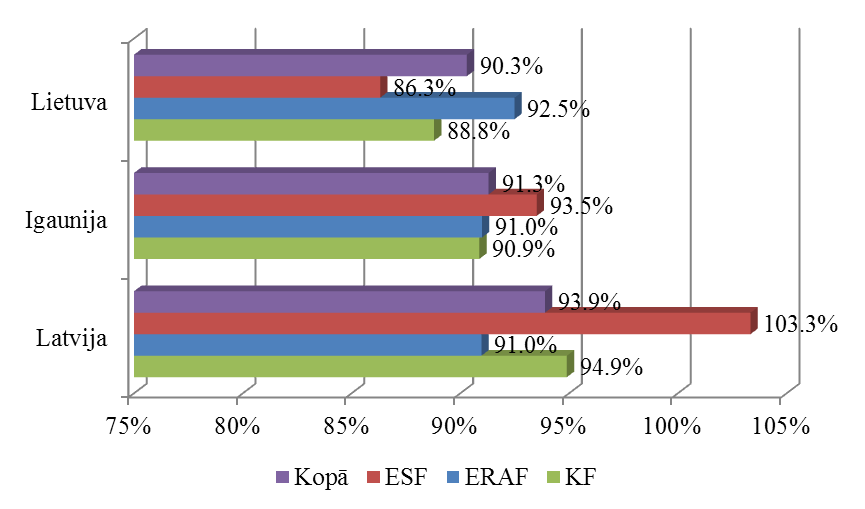 Lietuva
90.3%
86.3%
92.5%
88.8%
Igaunija
91.3%
93.5%
91.0%
90.9%
Latvija
93.9%
103.3%
91.0%
94.9%
75% 80% 85% 90% 95% 100% 105%
Kopā ESF ERAF KF